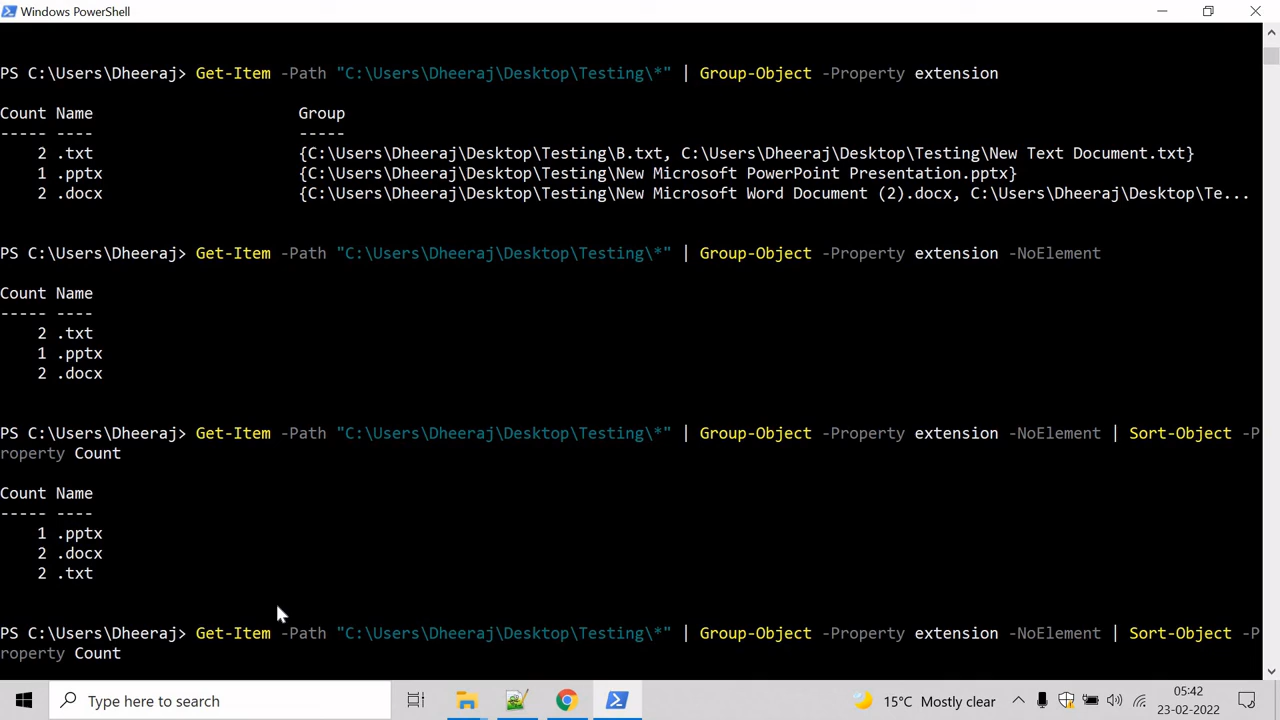 Windows PowerShell
PS C:\Users\Dheeraj> Get-Item -Path "C:\Users\Dheeraj\Desktop\Testing\*" | Group-Object -Property extension
Count Name                      Group
----- ----                      -----
    2 .txt                      {C:\Users\Dheeraj\Desktop\Testing\B.txt, C:\Users\Dheeraj\Desktop\Testing\New Text Document.txt}
    1 .pptx                     {C:\Users\Dheeraj\Desktop\Testing\New Microsoft PowerPoint Presentation.pptx}
    2 .docx                     {C:\Users\Dheeraj\Desktop\Testing\New Microsoft Word Document (2).docx, C:\Users\Dheeraj\Desktop\Te...
PS C:\Users\Dheeraj> Get-Item -Path "C:\Users\Dheeraj\Desktop\Testing\*" | Group-Object -Property extension -NoElement
Count Name
----- ----
    2 .txt
    1 .pptx
    2 .docx
PS C:\Users\Dheeraj> Get-Item -Path "C:\Users\Dheeraj\Desktop\Testing\*" | Group-Object -Property extension -NoElement | Sort-Object -P
roperty Count
Count Name
----- ----
    1 .pptx
    2 .docx
    2 .txt
PS C:\Users\Dheeraj> Get-Item -Path "C:\Users\Dheeraj\Desktop\Testing\*" | Group-Object -Property extension -NoElement | Sort-Object -P
roperty Count
Type here to search
15°C Mostly clear
05:42
23-02-2022